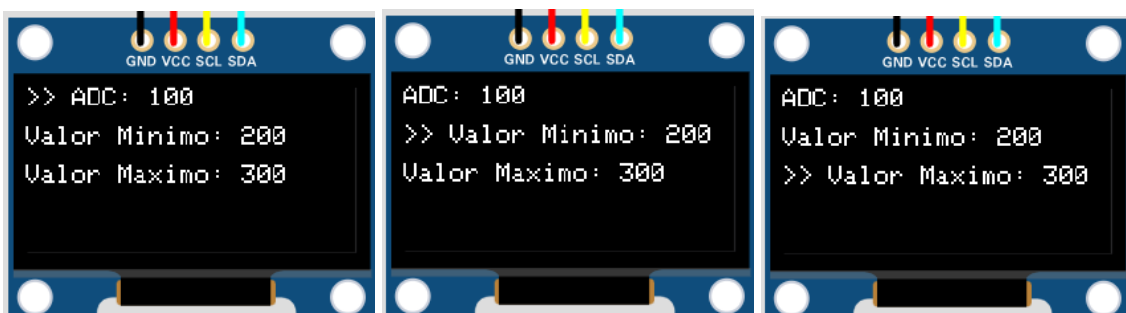 GND VCC SCL SDA
>> ADC: 100
Valor Minimo: 200
Valor Maximo: 300
GND VCC SCL SDA
ADC: 100
>> Valor Minimo: 200
Valor Maximo: 300
GND VCC SCL SDA
ADC: 100
Valor Minimo: 200
>> Valor Maximo: 300